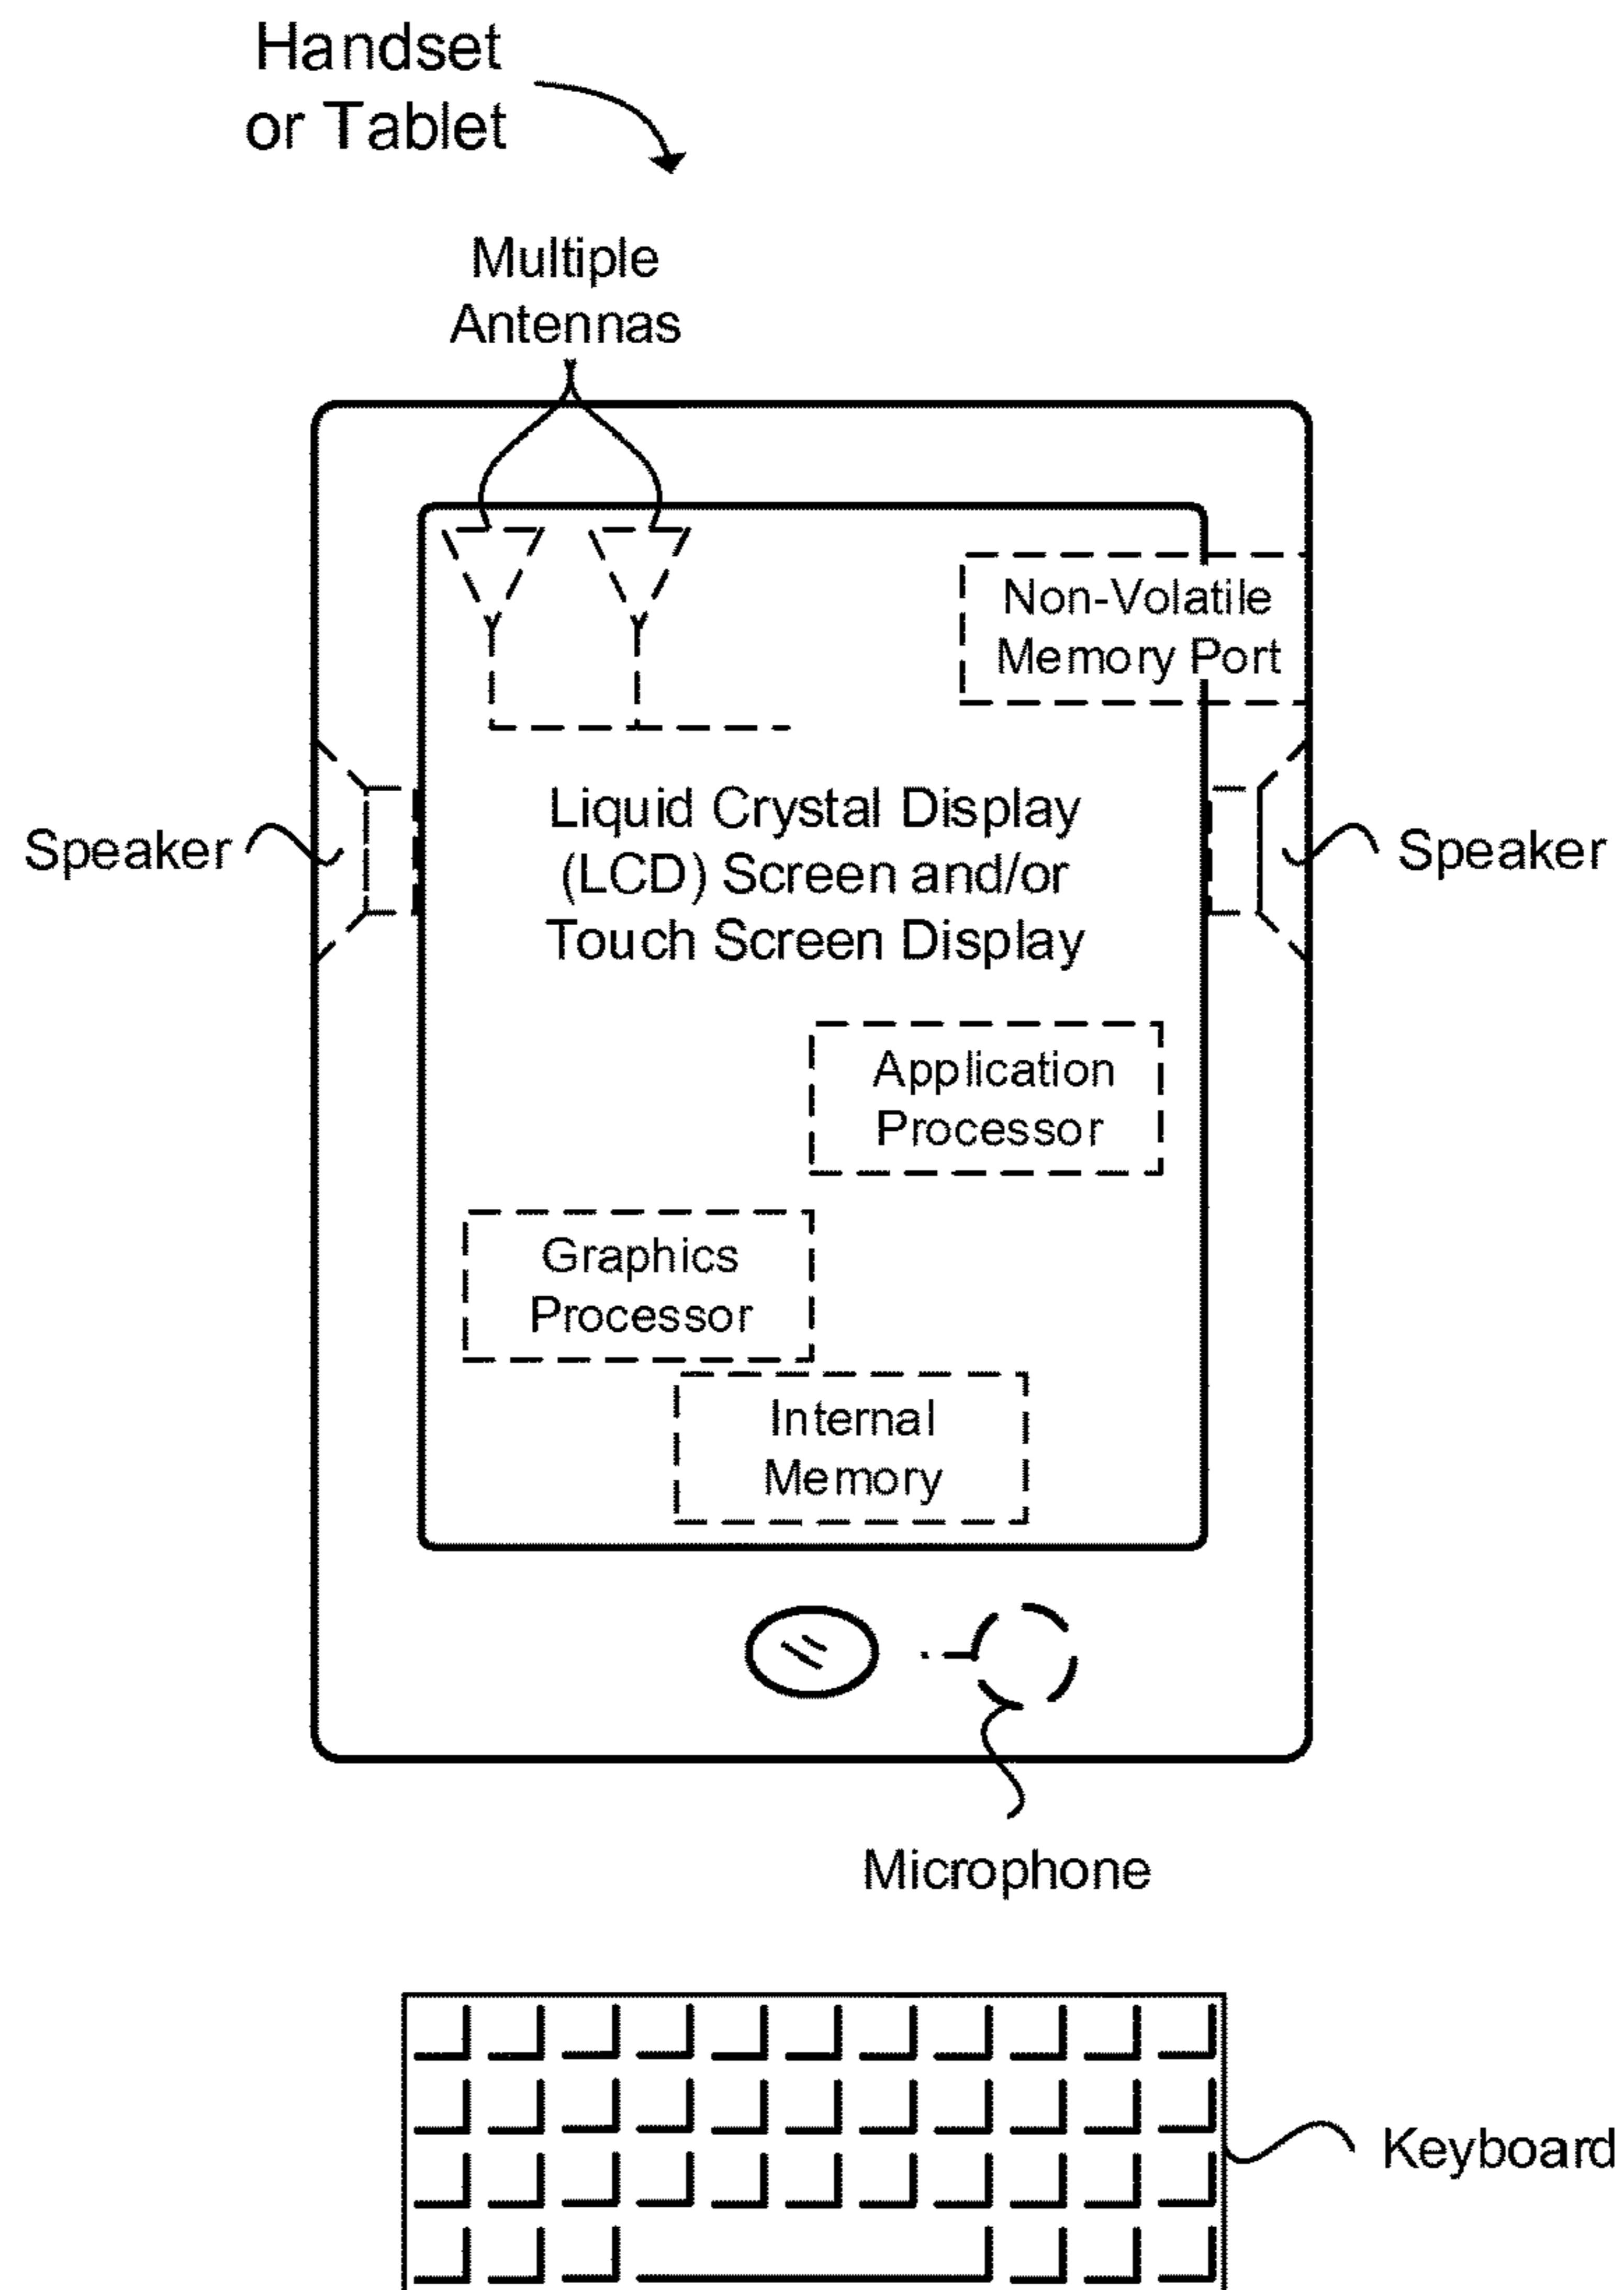 Handset
or Tablet
Multiple
Antennas
Non-Volatile
Memory Port
Speaker
Liquid Crystal Display
(LCD) Screen and/or
Touch Screen Display
Speaker
Application
Processor
Graphics
Processor
Internal
Memory
Microphone
Keyboard